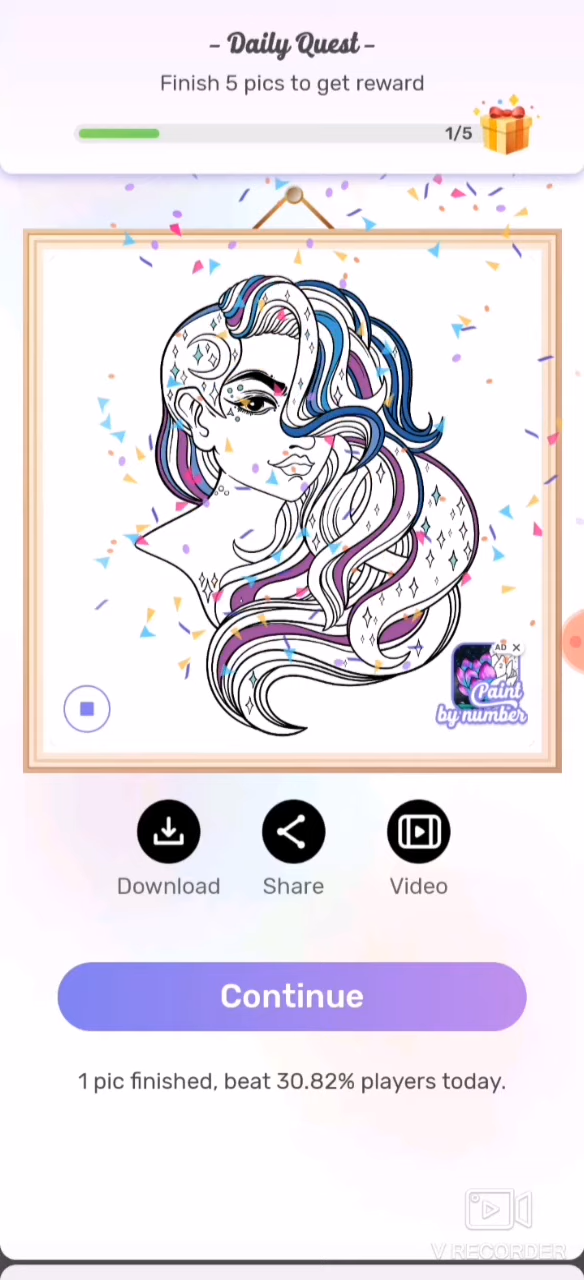 – Daily Quest –
Finish 5 pics to get reward
1/5
AD
Paint
by number
Download
Share
Video
Continue
1 pic finished, beat 30.82% players today.
V RECORDER